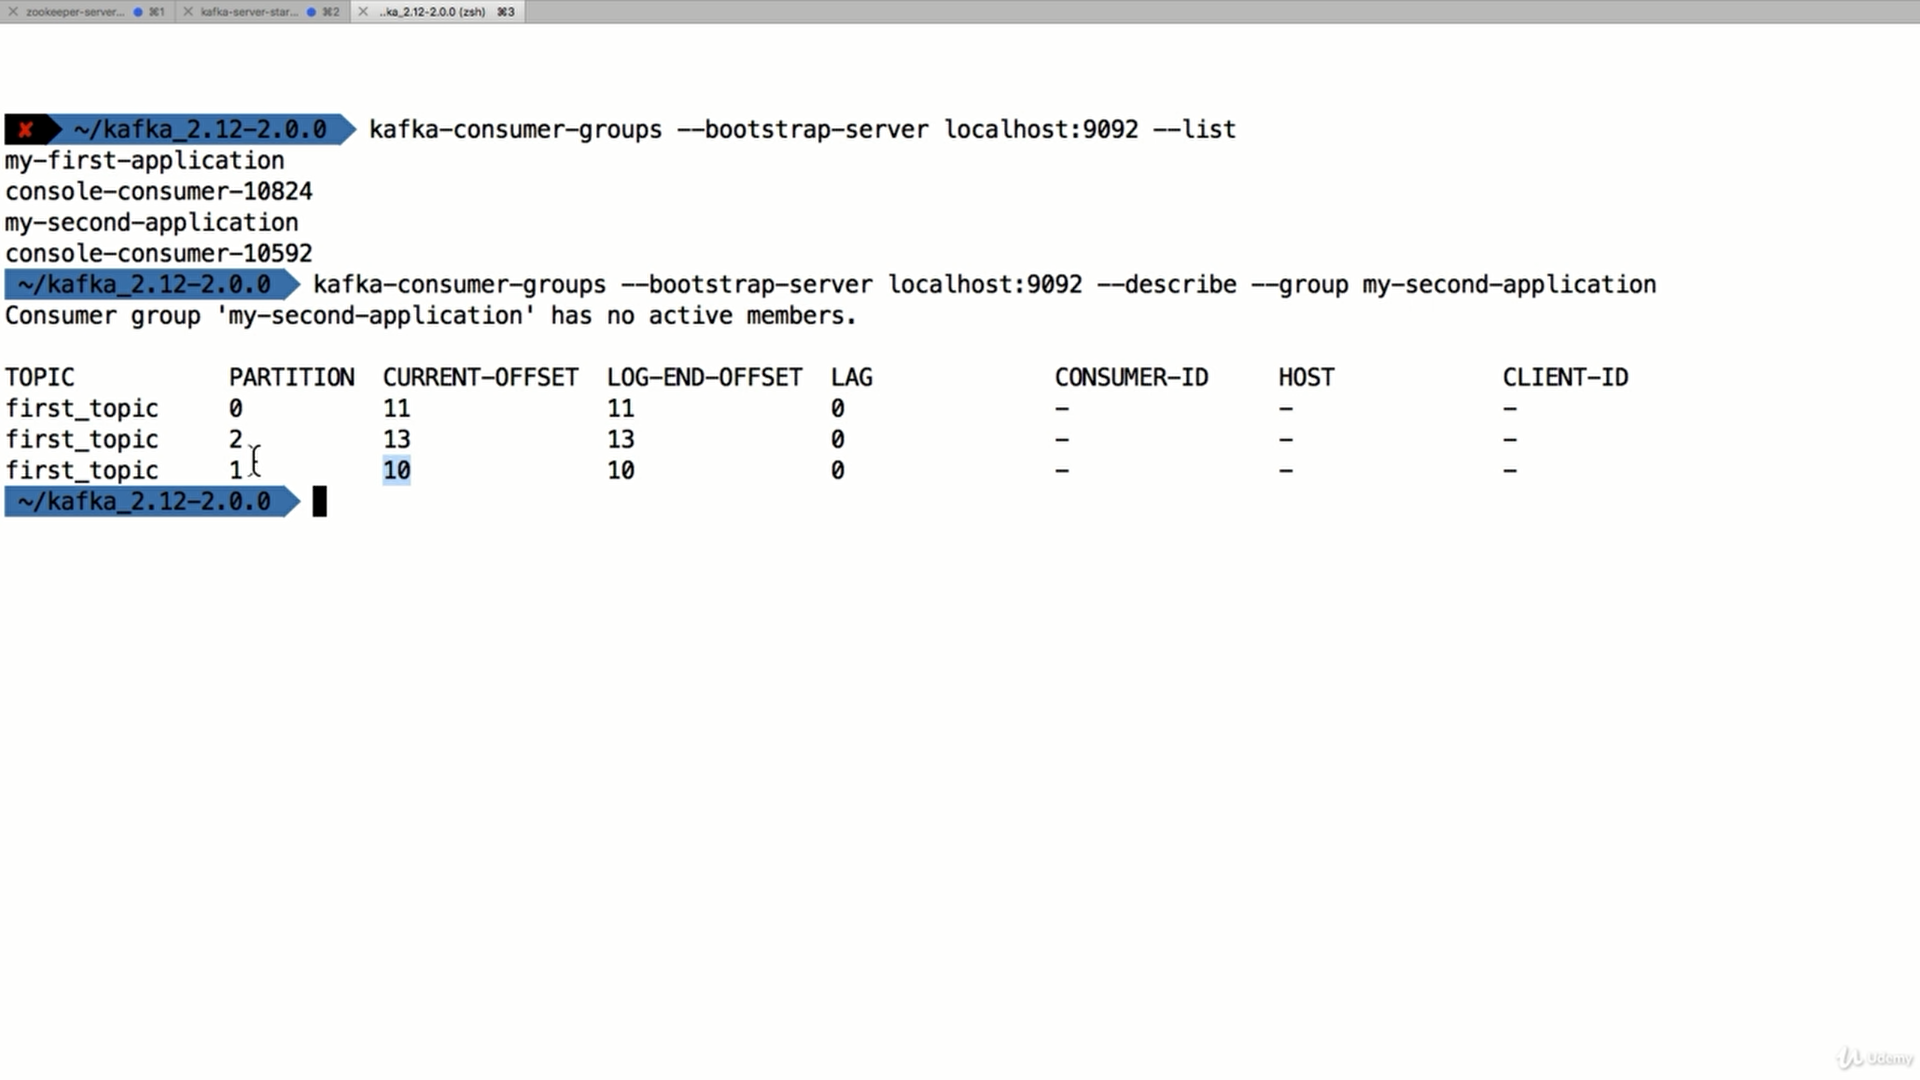 zookeeper-server... ⌘1 kafka-server-star... ⌘2 ..ka_2.12-2.0.0 (zsh) ⌘3
✘ ~/kafka_2.12-2.0.0 kafka-consumer-groups --bootstrap-server localhost:9092 --list
my-first-application
console-consumer-10824
my-second-application
console-consumer-10592
~/kafka_2.12-2.0.0 kafka-consumer-groups --bootstrap-server localhost:9092 --describe --group my-second-application
Consumer group 'my-second-application' has no active members.
TOPIC PARTITION CURRENT-OFFSET LOG-END-OFFSET LAG CONSUMER-ID HOST CLIENT-ID
first_topic 0 11 11 0 - - -
first_topic 2 13 13 0 - - -
first_topic 1 10 10 0 - - -
~/kafka_2.12-2.0.0
Udemy